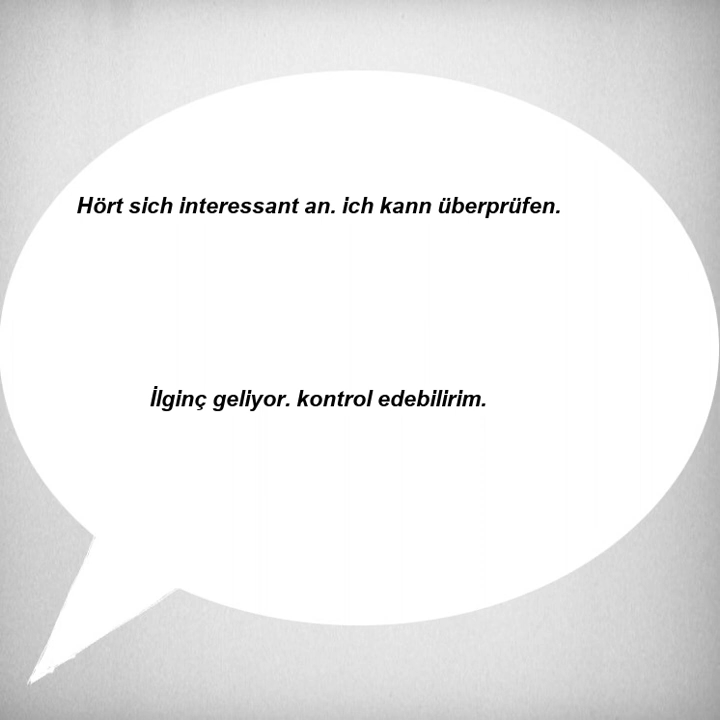 Hört sich interessant an. ich kann überprüfen.
İlginç geliyor. kontrol edebilirim.